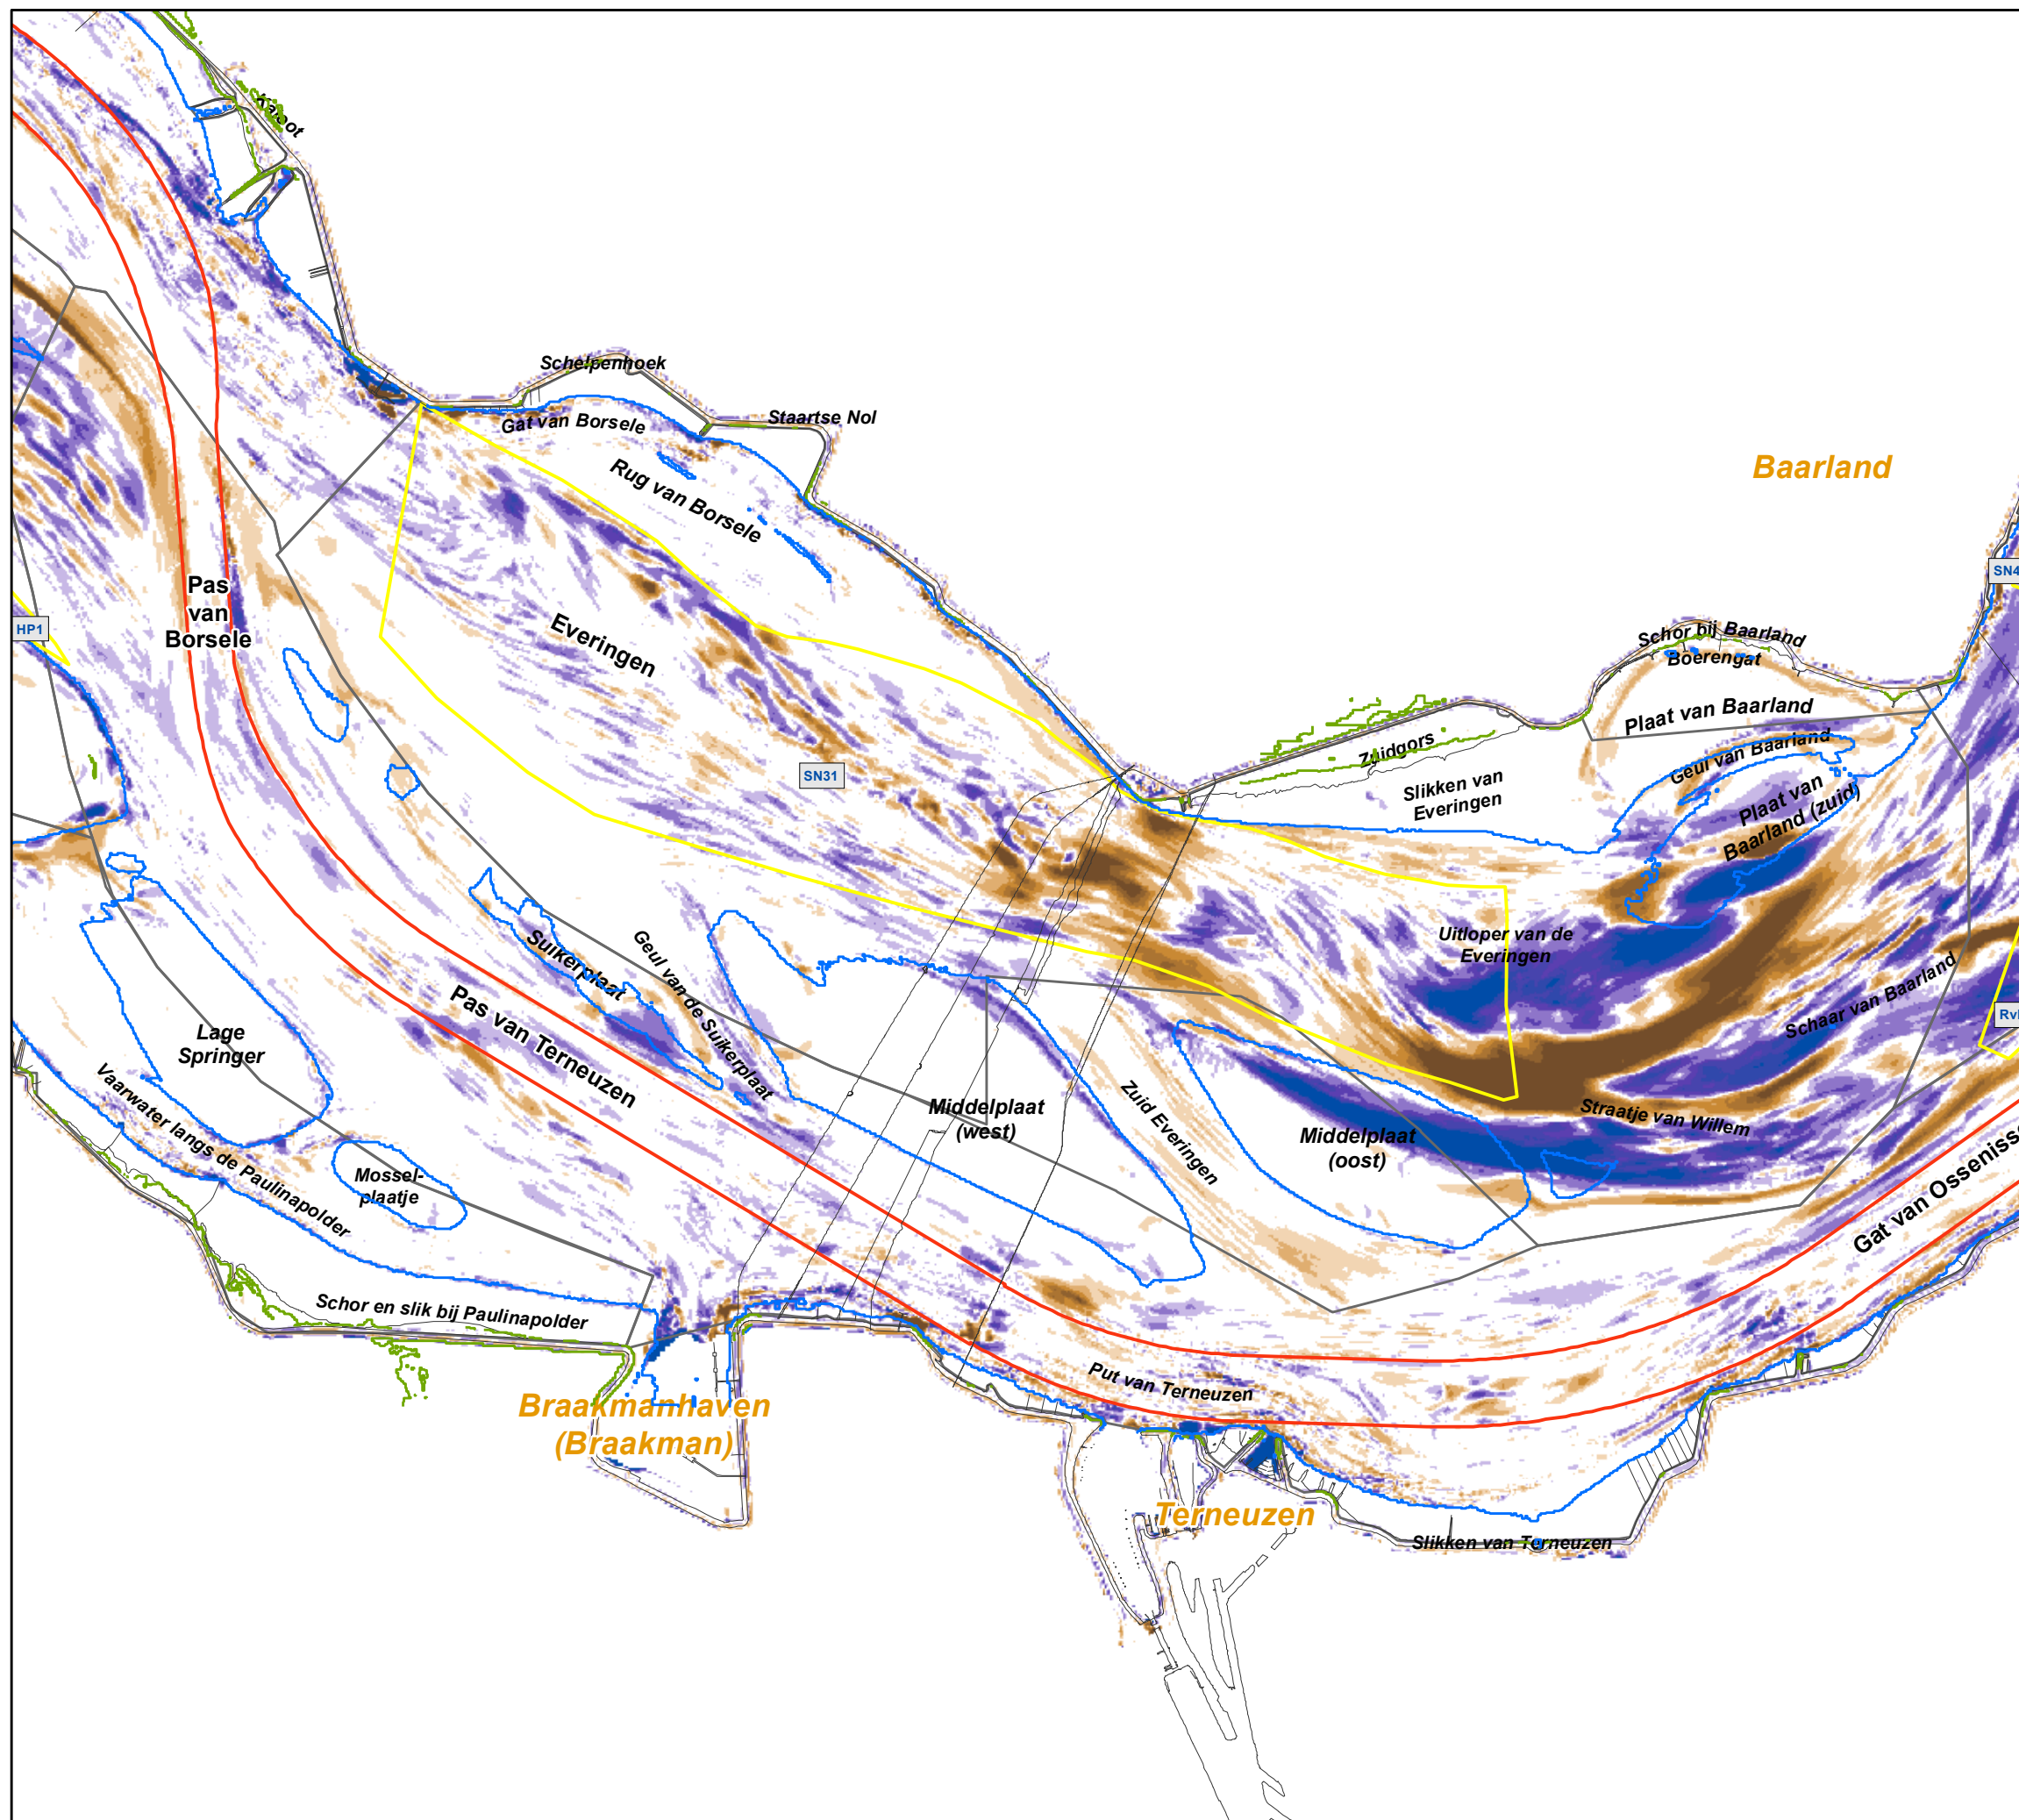 Schelpenhoek
Gat van Borsele
Staartse Nol
Rug van Borsele
Baarland
SN4
Pas
van
Borsele
HP1
Everingen
Schor bij Baarland
Boerengat
Plaat van Baarland
Geul van Baarland
Zuidgors
Slikken van
Everingen
Plaat van
Baarland (zuid)
SN31
Uitloper van de
Everingen
Suikerplaat
Geul van de Suikerplaat
Schaar van Baarland
Pas van Terneuzen
Lage
Springer
Vaarwater langs de Paulinapolder
Middelplaat
(west)
Zuid Everingen
Middelplaat
(oost)
Straatje van Willem
Mossel-
plaatje
Gat van Ossenisse
Schor en slik bij Paulinapolder
Put van Terneuzen
Braakmanhaven
(Braakman)
Terneuzen
Slikken van Terneuzen